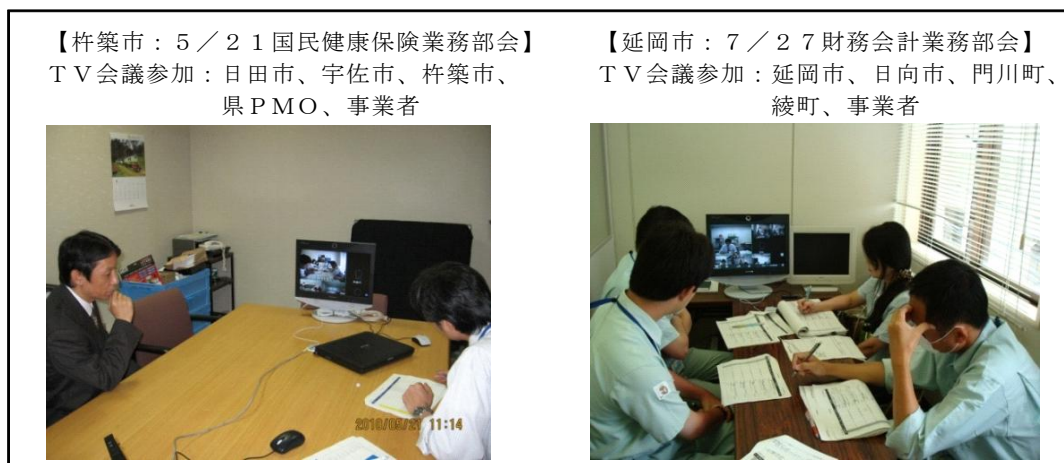 【杵築市：５／２１国民健康保険業務部会】
ＴＶ会議参加：日田市、宇佐市、杵築市、
県ＰＭＯ、事業者
【延岡市：７／２７財務会計業務部会】
ＴＶ会議参加：延岡市、日向市、門川町、
綾町、事業者
2010/05/21 11:14